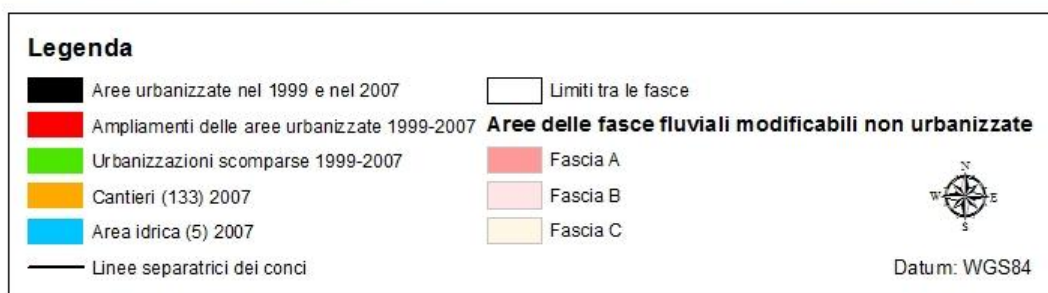 Legenda
Aree urbanizzate nel 1999 e nel 2007
Ampliamenti delle aree urbanizzate 1999-2007
Urbanizzazioni scomparse 1999-2007
Cantieri (133) 2007
Area idrica (5) 2007
Linee separatrici dei conci
Limiti tra le fasce
Aree delle fasce fluviali modificabili non urbanizzate
Fascia A
Fascia B
Fascia C
N
W E
S
Datum: WGS84